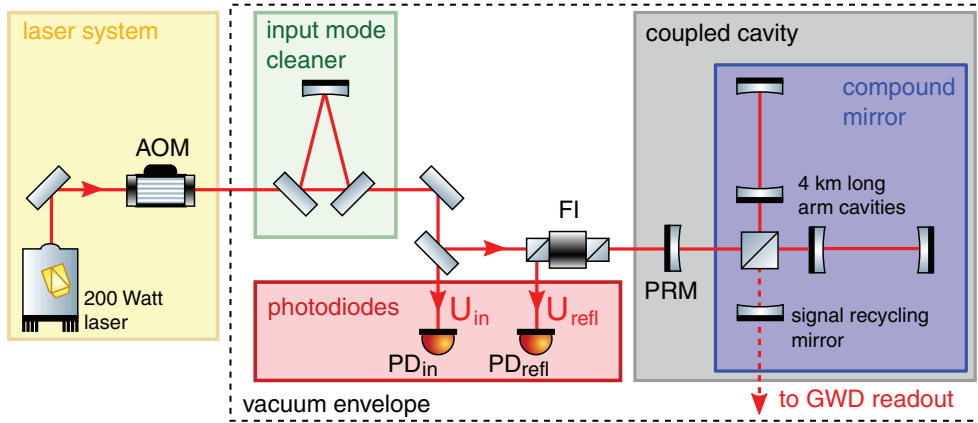 laser system
AOM
200 Watt
laser
input mode
cleaner
photodiodes
U_in
U_refl
PD_in
PD_refl
FI
vacuum envelope
coupled cavity
PRM
compound
mirror
4 km long
arm cavities
signal recycling
mirror
to GWD readout